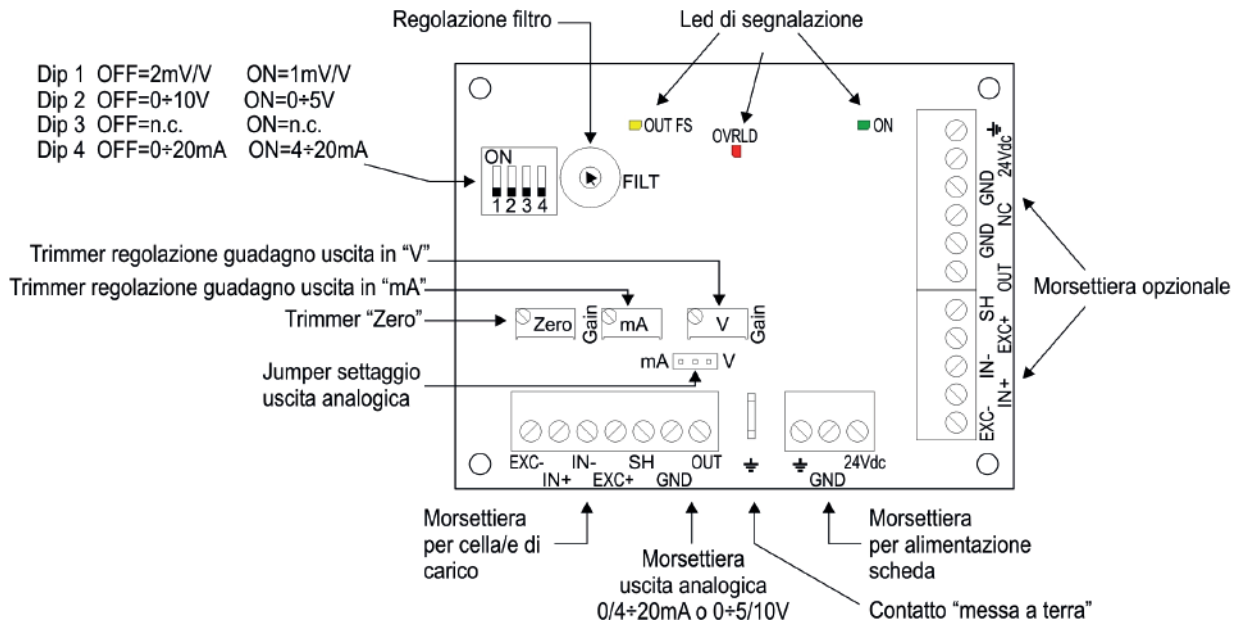 Regolazione filtro
Led di segnalazione
Dip 1 OFF=2mV/V ON=1mV/V
Dip 2 OFF=0÷10V ON=0÷5V
Dip 3 OFF=n.c. ON=n.c.
Dip 4 OFF=0÷20mA ON=4÷20mA
OUT FS
OVRLD
ON
ON
1 2 3 4
FILT
24Vdc
GND
NC
GND
OUT
SH
EXC+
IN-
IN+
EXC-
Morsettiera opzionale
Trimmer regolazione guadagno uscita in “V”
Trimmer regolazione guadagno uscita in “mA”
Trimmer “Zero”
Zero
Gain
mA
V
Gain
mA
V
Jumper settaggio
uscita analogica
EXC- IN- SH OUT
IN+ EXC+ GND
24Vdc
GND
Morsettiera
per cella/e di
carico
Morsettiera
uscita analogica
0/4÷20mA o 0÷5/10V
Morsettiera
per alimentazione
scheda
Contatto “messa a terra”